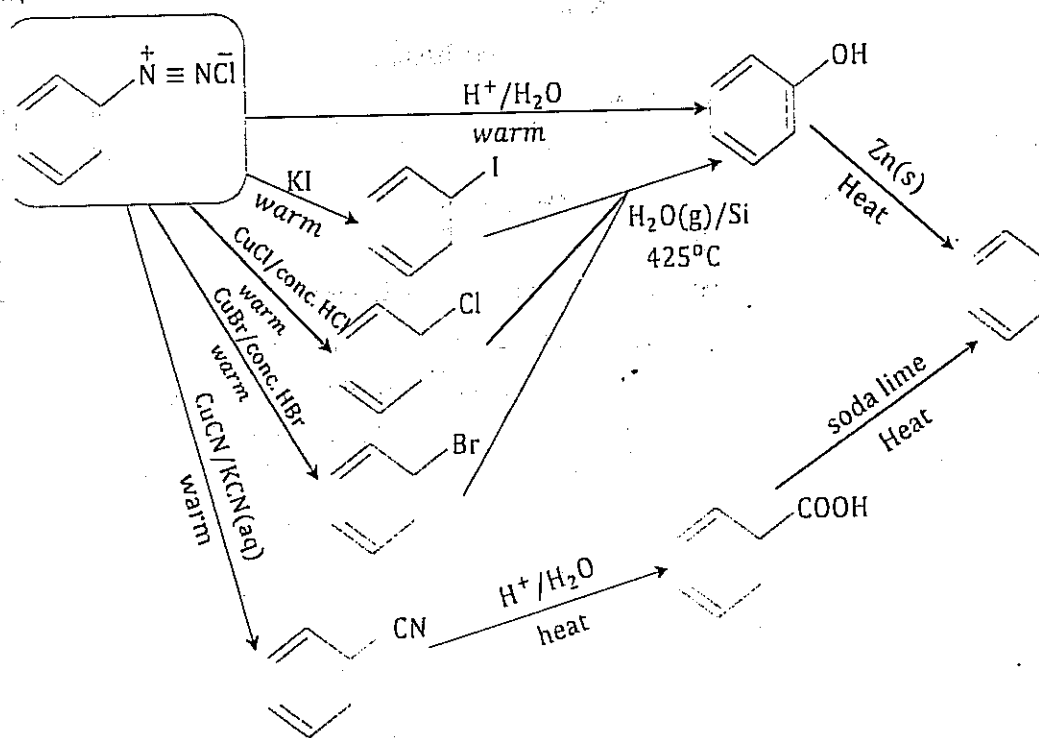 N⁺ ≡ NCl⁻
OH
H⁺/H₂O
warm
Zn(s)
Heat
KI
warm
I
H₂O(g)/Si
425⁰C
CuCl/conc. HCl
warm
Cl
CuBr/conc. HBr
warm
Br
soda lime
Heat
CuCN/KCN(aq)
warm
COOH
H⁺/H₂O
heat
CN